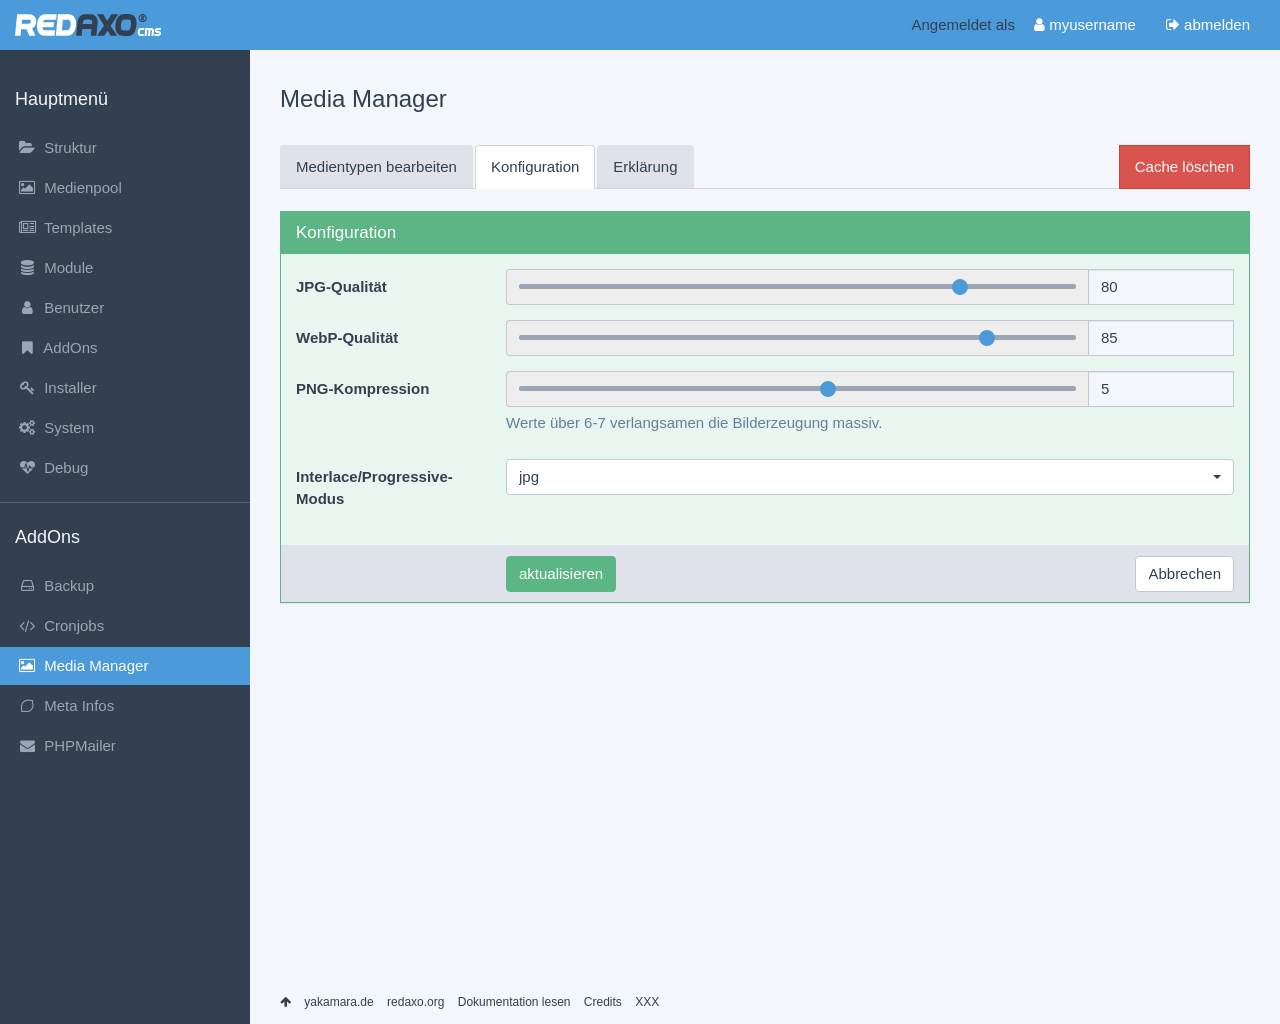 REDAXO® cms
Angemeldet als myusername abmelden
Hauptmenü
Struktur
Medienpool
Templates
Module
Benutzer
AddOns
Installer
System
Debug
AddOns
Backup
Cronjobs
Media Manager
Meta Infos
PHPMailer
Media Manager
Medientypen bearbeiten Konfiguration Erklärung Cache löschen
Konfiguration
JPG-Qualität 80
WebP-Qualität 85
PNG-Kompression 5
Werte über 6-7 verlangsamen die Bilderzeugung massiv.
Interlace/Progressive-
Modus
jpg
aktualisieren Abbrechen
yakamara.de redaxo.org Dokumentation lesen Credits XXX